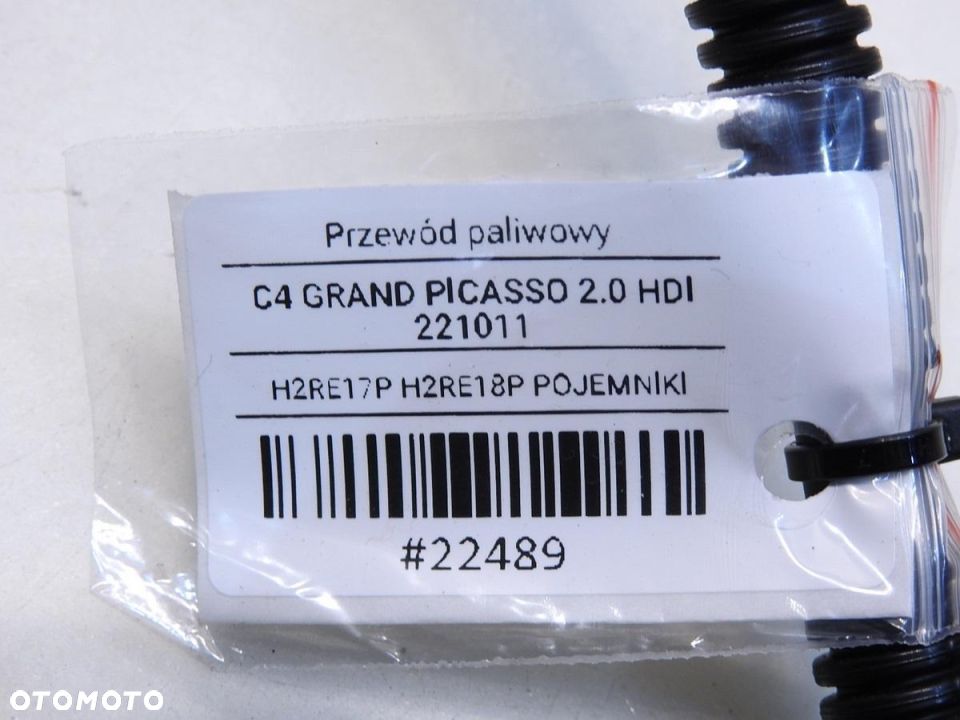 Przewód paliwowy
C4 GRAND PICASSO 2.0 HDI
221011
H2RE17P H2RE18P POJEMNIKI
#22489
OTOMOTO